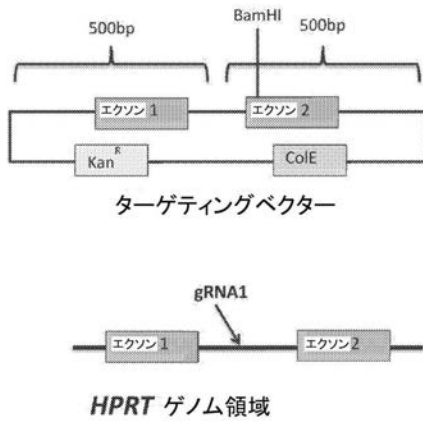 BamHI
500bp 500bp
エクソン 1 エクソン 2
Kan R ColE
ターゲティングベクター
gRNA1
エクソン 1 エクソン 2
HPRT ゲノム領域